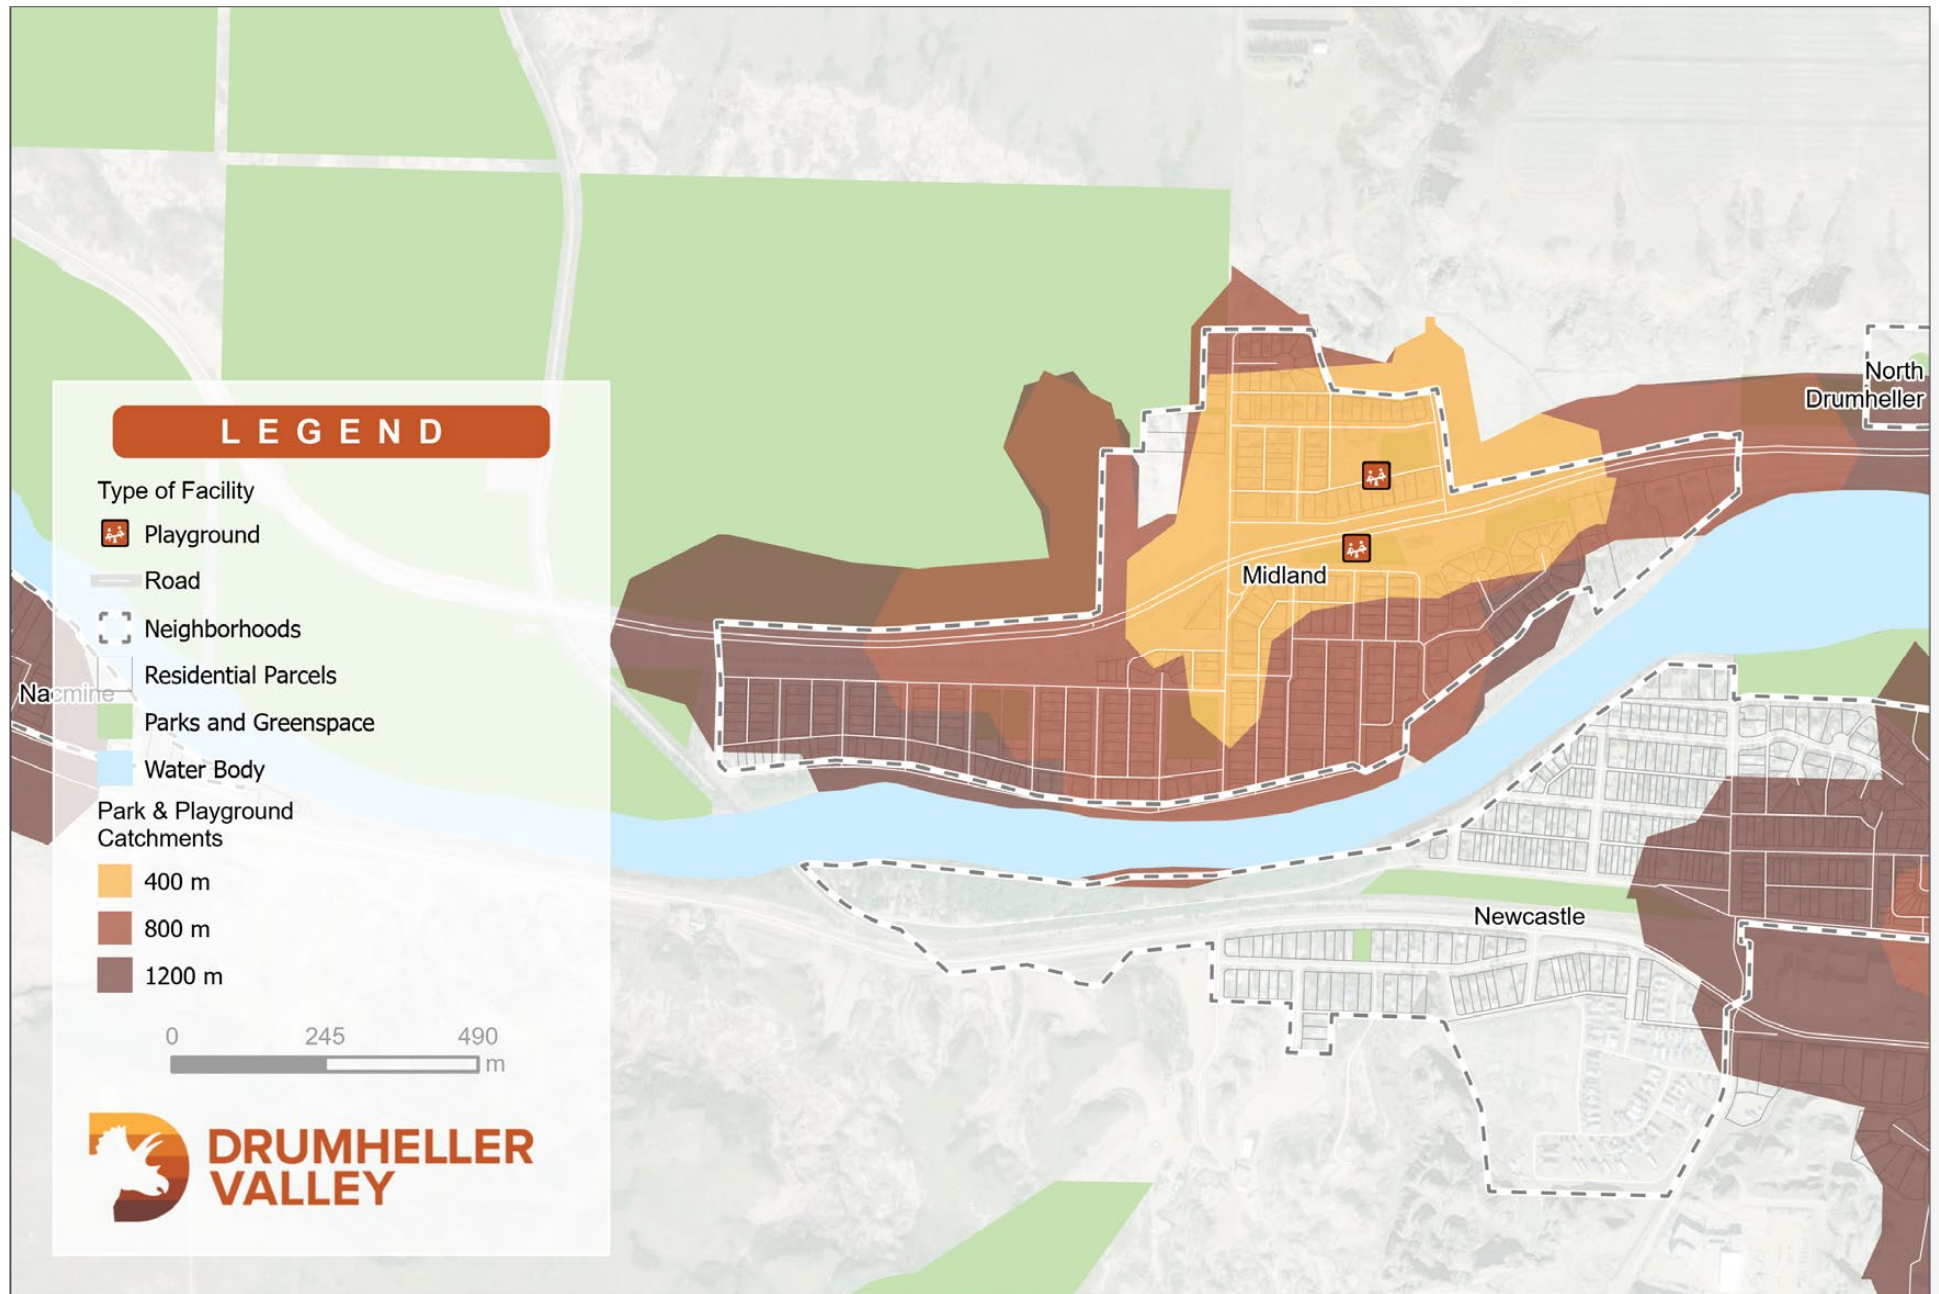 LEGEND
Type of Facility
Playground
Road
Neighborhoods
Residential Parcels
Parks and Greenspace
Water Body
Park & Playground
Catchments
400 m
800 m
1200 m
0 245 490
m
DRUMHELLER
VALLEY
Nacmine
Midland
North
Drumheller
Newcastle